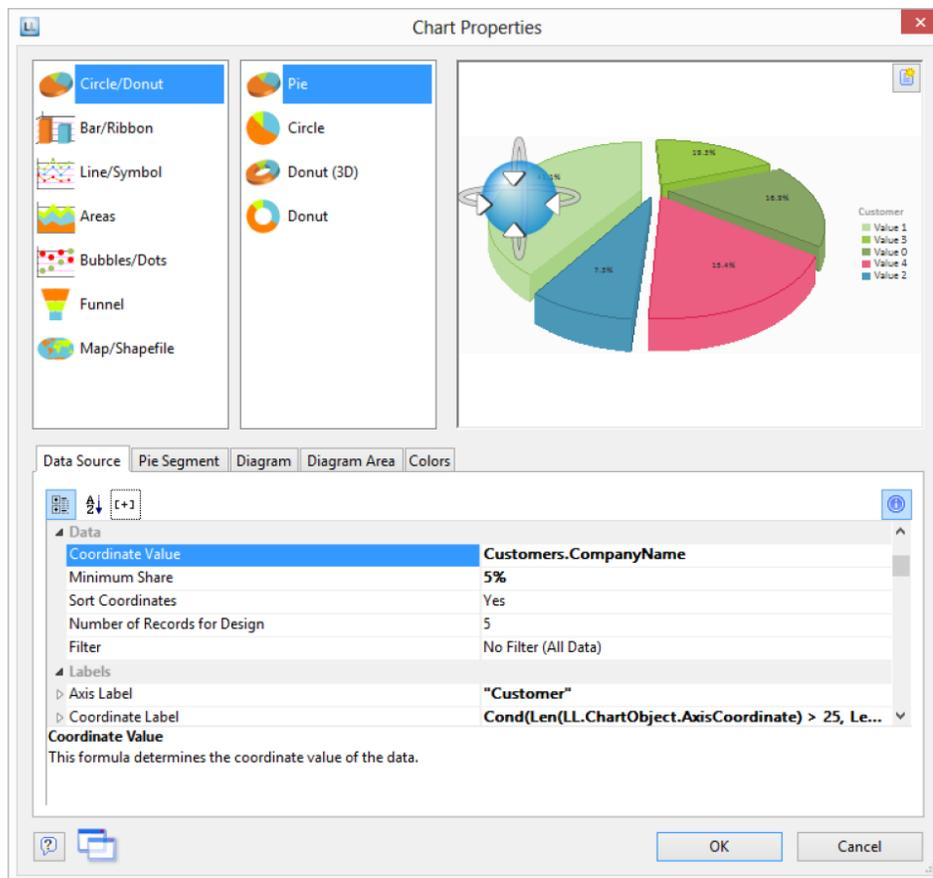 LL
Chart Properties
Circle/Donut
Bar/Ribbon
Line/Symbol
Areas
Bubbles/Dots
Funnel
Map/Shapefile
Pie
Circle
Donut (3D)
Donut
7.3%
Customer
Value 1
Value 0
Value 4
Value 2
Data Source
Pie Segment
Diagram
Diagram Area
Colors
A
Z
[+]
Data
Coordinate Value Customers.CompanyName
Minimum Share 5%
Sort Coordinates Yes
Number of Records for Design 5
Filter No Filter (All Data)
Labels
Axis Label "Customer"
Coordinate Label Cond(Len(LL.ChartObject.AxisCoordinate) > 25, Le...
Coordinate Value
This formula determines the coordinate value of the data.
?
OK
Cancel